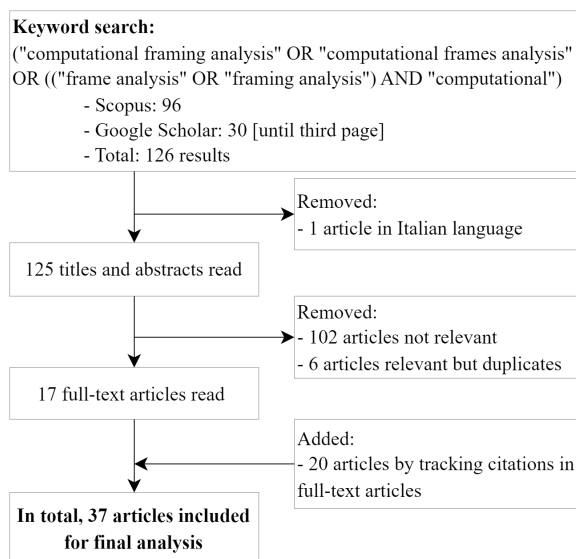 Keyword search:
("computational framing analysis" OR "computational frames analysis"
OR (("frame analysis" OR "framing analysis") AND "computational")
- Scopus: 96
- Google Scholar: 30 [until third page]
- Total: 126 results
Removed:
- 1 article in Italian language
125 titles and abstracts read
Removed:
- 102 articles not relevant
- 6 articles relevant but duplicates
17 full-text articles read
Added:
- 20 articles by tracking citations in
full-text articles
In total, 37 articles included
for final analysis